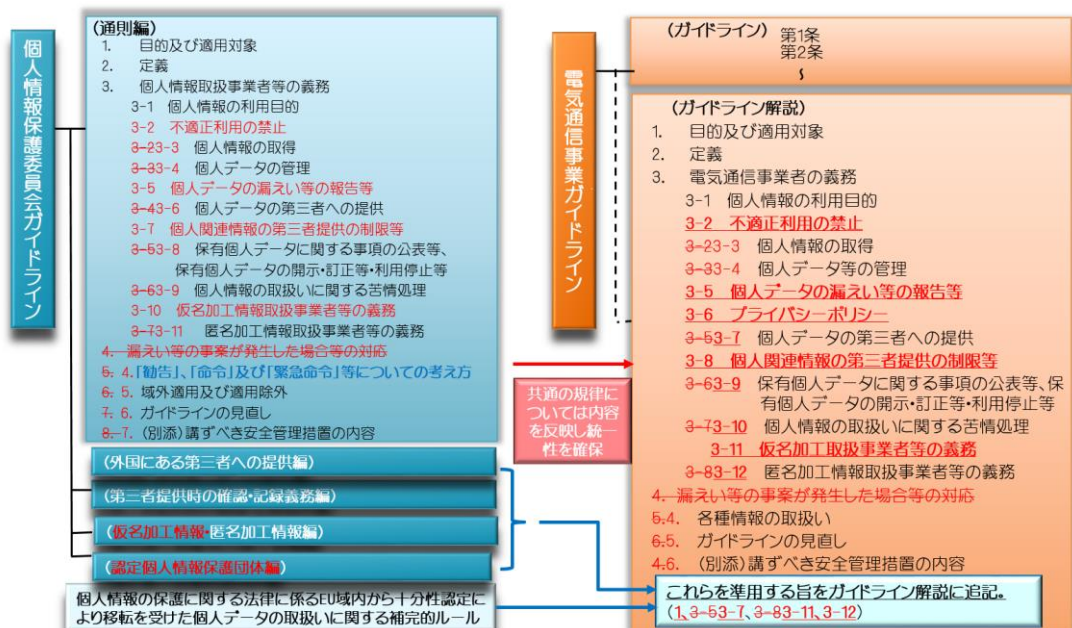 個人情報保護委員会ガイドライン
(通則編)
1. 目的及び適用対象
2. 定義
3. 個人情報取扱事業者等の義務
3-1 個人情報の利用目的
3-2 不適正利用の禁止
3-23-3 個人情報の取得
3-33-4 個人データの管理
3-5 個人データの漏えい等の報告等
3-43-6 個人データの第三者への提供
3-7 個人関連情報の第三者提供の制限等
3-53-8 保有個人データに関する事項の公表等、
保有個人データの開示・訂正等・利用停止等
3-63-9 個人情報の取扱いに関する苦情処理
3-10 仮名加工情報取扱事業者等の義務
3-73-11 匿名加工情報取扱事業者等の義務
4. 漏えい等の事案が発生した場合等の対応
5. 4.「勧告」、「命令」及び「緊急命令」等についての考え方
6. 5. 域外適用及び適用除外
7. 6. ガイドラインの見直し
8. 7. (別添)講ずべき安全管理措置の内容
(外国にある第三者への提供編)
(第三者提供時の確認・記録義務編)
(仮名加工情報・匿名加工情報編)
(認定個人情報保護団体編)
個人情報の保護に関する法律に係るEU域内から十分性認定に
より移転を受けた個人データの取扱いに関する補完的ルール
共通の規律
については内容
を反映し統一
性を確保
電気通信事業ガイドライン
(ガイドライン) 第1条
第2条
~
(ガイドライン解説)
1. 目的及び適用対象
2. 定義
3. 電気通信事業者の義務
3-1 個人情報の利用目的
3-2 不適正利用の禁止
3-23-3 個人情報の取得
3-33-4 個人データ等の管理
3-5 個人データの漏えい等の報告等
3-6 プライバシーポリシー
3-53-7 個人データの第三者への提供
3-8 個人関連情報の第三者提供の制限等
3-63-9 保有個人データに関する事項の公表等、保
有個人データの開示・訂正等・利用停止等
3-73-10 個人情報の取扱いに関する苦情処理
3-11 仮名加工取扱事業者等の義務
3-83-12 匿名加工情報取扱事業者等の義務
4. 漏えい等の事案が発生した場合等の対応
5.4. 各種情報の取扱い
6.5. ガイドラインの見直し
4.6. (別添)講ずべき安全管理措置の内容
これらを準用する旨をガイドライン解説に追記。
(1、3-53-7、3-83-11、3-12)